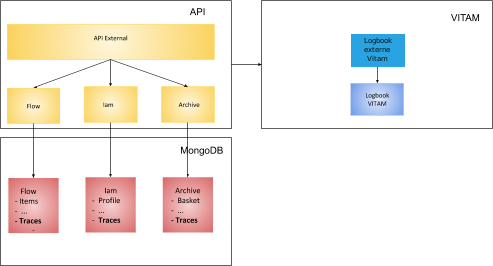 API
API External
Flow
Iam
Archive
VITAM
Logbook
externe
Vitam
Logbook
VITAM
MongoDB
Flow
- Items
- ...
- Traces
-
Iam
- Profile
- ...
- Traces
Archive
- Basket
- ...
- Traces